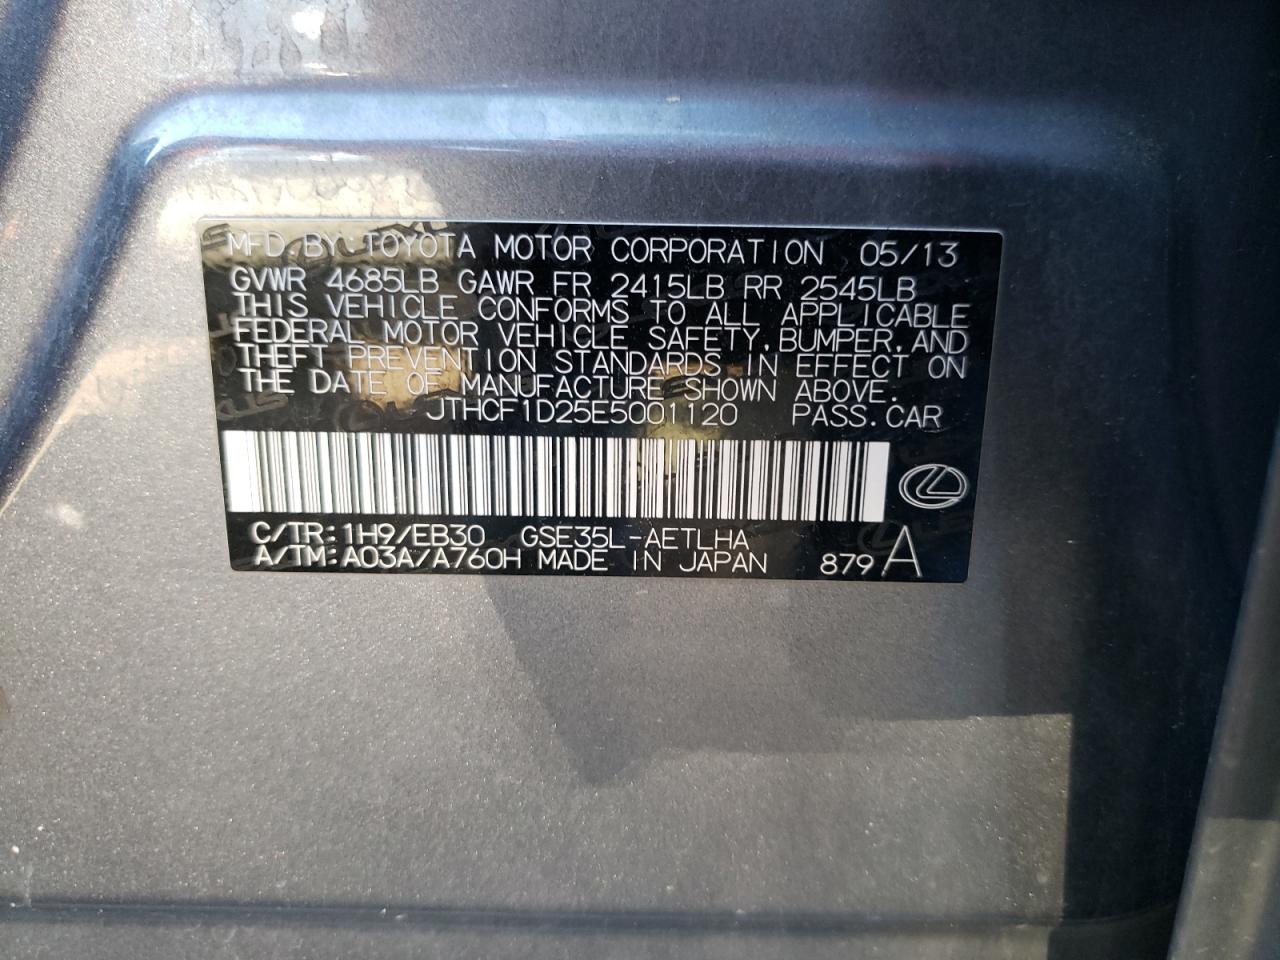 MFD.BY:TOYOTA MOTOR CORPORATION 05/13
GVWR 4685LB GAWR FR 2415LB RR 2545LB
THIS VEHICLE CONFORMS TO ALL APPLICABLE
FEDERAL MOTOR VEHICLE SAFETY,BUMPER,AND
THEFT PREVENTION STANDARDS IN EFFECT ON
THE DATE OF MANUFACTURE SHOWN ABOVE.
JTHCF1D25E5001120 PASS.CAR
C/TR:1H9/EB30 GSE35L-AETLHA
A/TM:A03A/A760H MADE IN JAPAN 879A